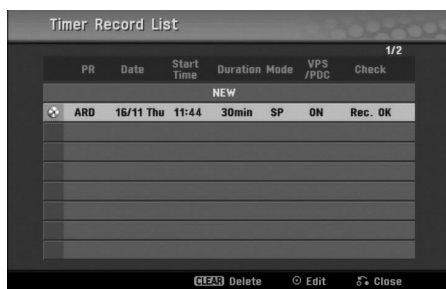 Timer Record List
1/2
PR Date Start Time Duration Mode VPS /PDC Check
NEW
ARD 16/11 Thu 11:44 30min SP ON Rec. OK
CLEAR Delete ⊙ Edit Close